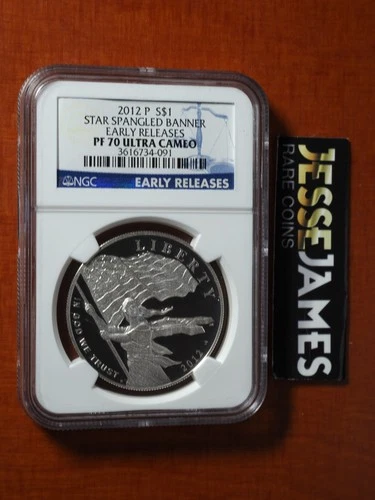 2012 P S$1
STAR SPANGLED BANNER
EARLY RELEASES
PF 70 ULTRA CAMEO
3616734-091
NGC EARLY RELEASES
LIBERTY
IN GOD WE TRUST
2012
P
JESSE JAMES
RARE COINS